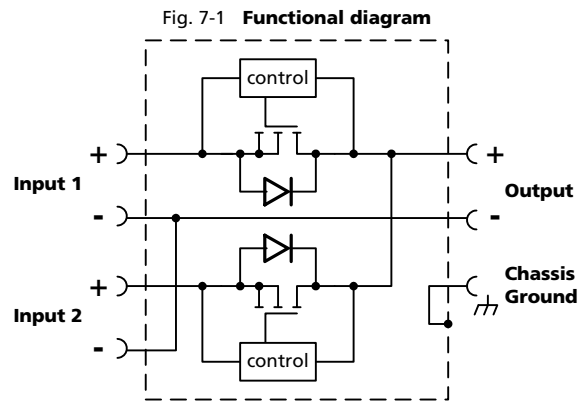 Fig. 7-1 Functional diagram
control
+
+
Input 1
Output
-
-
+
Chassis
Ground
Input 2
-
control